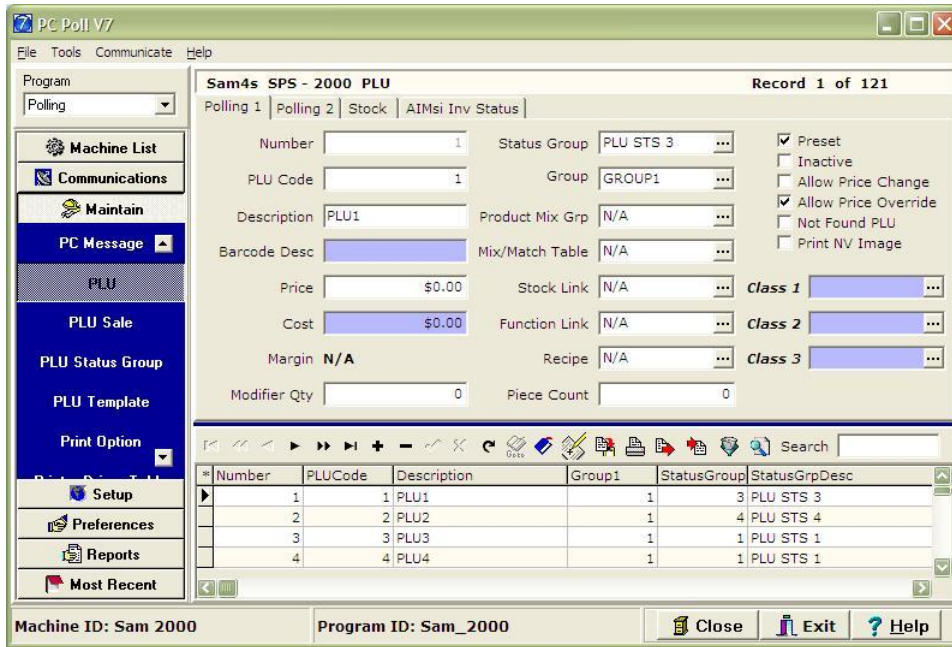 PC Poll V7
File Tools Communicate Help
Program
Polling
Machine List
Communications
Maintain
PC Message
PLU
PLU Sale
PLU Status Group
PLU Template
Print Option
Setup
Preferences
Reports
Most Recent
Sam4s SPS - 2000 PLU Record 1 of 121
Polling 1 Polling 2 Stock AIMsi Inv Status
Number 1 Status Group PLU STS 3 ... Preset
Inactive
PLU Code 1 Group GROUP1 ... Allow Price Change
Allow Price Override
Description PLU1 Product Mix Grp N/A ... Not Found PLU
Barcode Desc Mix/Match Table N/A ... Print NV Image
Price $0.00 Stock Link N/A ... Class 1 ...
Cost $0.00 Function Link N/A ... Class 2 ...
Margin N/A Recipe N/A ... Class 3 ...
Modifier Qty 0 Piece Count 0
Goto Search
* Number PLUCode Description Group1 StatusGroup StatusGrpDesc
1 1 PLU1 1 3 PLU STS 3
2 2 PLU2 1 4 PLU STS 4
3 3 PLU3 1 1 PLU STS 1
4 4 PLU4 1 1 PLU STS 1
Machine ID: Sam 2000 Program ID: Sam_2000 Close Exit ? Help